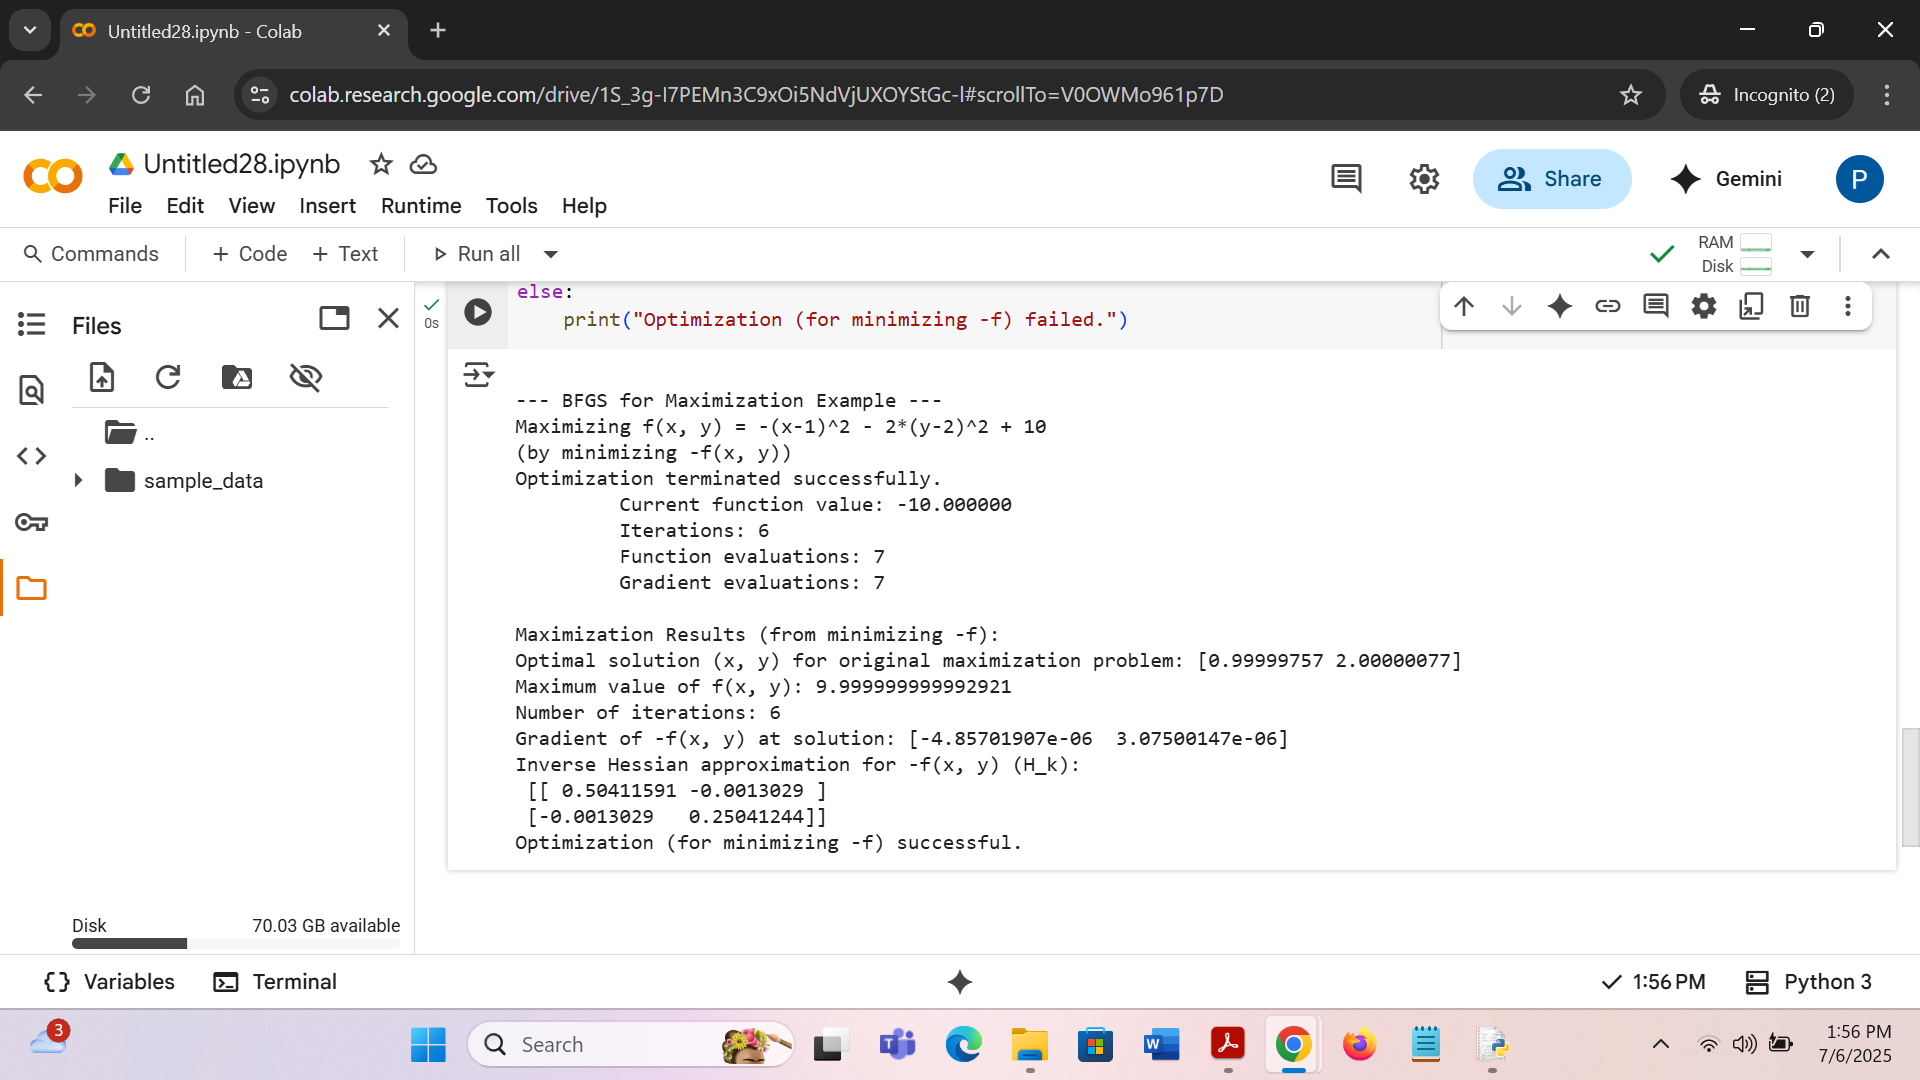 Untitled28.ipynb - Colab
colab.research.google.com/drive/1S_3g-I7PEMn3C9xOi5NdVjUXOYStGc-l#scrollTo=V0OWMo961p7D
Incognito (2)
Untitled28.ipynb
File Edit View Insert Runtime Tools Help
Share
Gemini
P
Commands + Code + Text Run all
RAM
Disk
Files
..
sample_data
Disk 70.03 GB available
0s
else:
print("Optimization (for minimizing -f) failed.")
--- BFGS for Maximization Example ---
Maximizing f(x, y) = -(x-1)^2 - 2*(y-2)^2 + 10
(by minimizing -f(x, y))
Optimization terminated successfully.
Current function value: -10.000000
Iterations: 6
Function evaluations: 7
Gradient evaluations: 7
Maximization Results (from minimizing -f):
Optimal solution (x, y) for original maximization problem: [0.99999757 2.00000077]
Maximum value of f(x, y): 9.999999999992921
Number of iterations: 6
Gradient of -f(x, y) at solution: [-4.85701907e-06  3.07500147e-06]
Inverse Hessian approximation for -f(x, y) (H_k):
[[ 0.50411591 -0.0013029 ]
[-0.0013029   0.25041244]]
Optimization (for minimizing -f) successful.
{} Variables Terminal
1:56 PM Python 3
3
Search
1:56 PM
7/6/2025